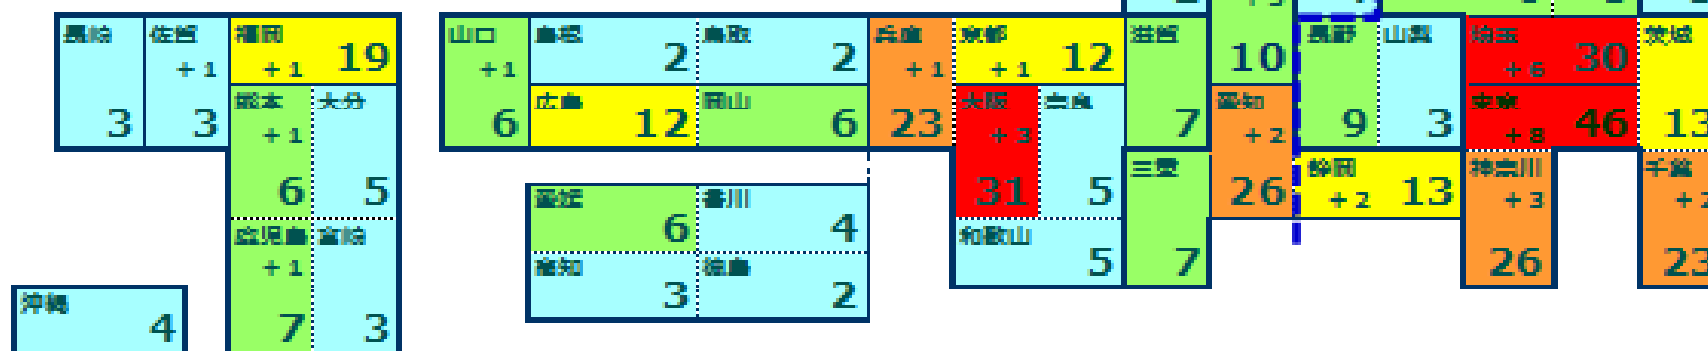 長崎
3
佐賀
+1
3
福岡
+1 19
熊本
+1
6
大分
5
鹿児島
+1
7
宮崎
3
沖縄
4
山口
+1
6
島根
2
鳥取
2
広島
12
岡山
6
愛媛
6
香川
4
高知
3
徳島
2
兵庫
+1
23
京都
+1 12
大阪
+3
31
奈良
5
和歌山
5
滋賀
7
三重
7
10
愛知
+2
26
長野
9
山梨
3
静岡
+2 13
埼玉
+6 30
東京
+8 46
神奈川
+3
26
茨城
13
千葉
23